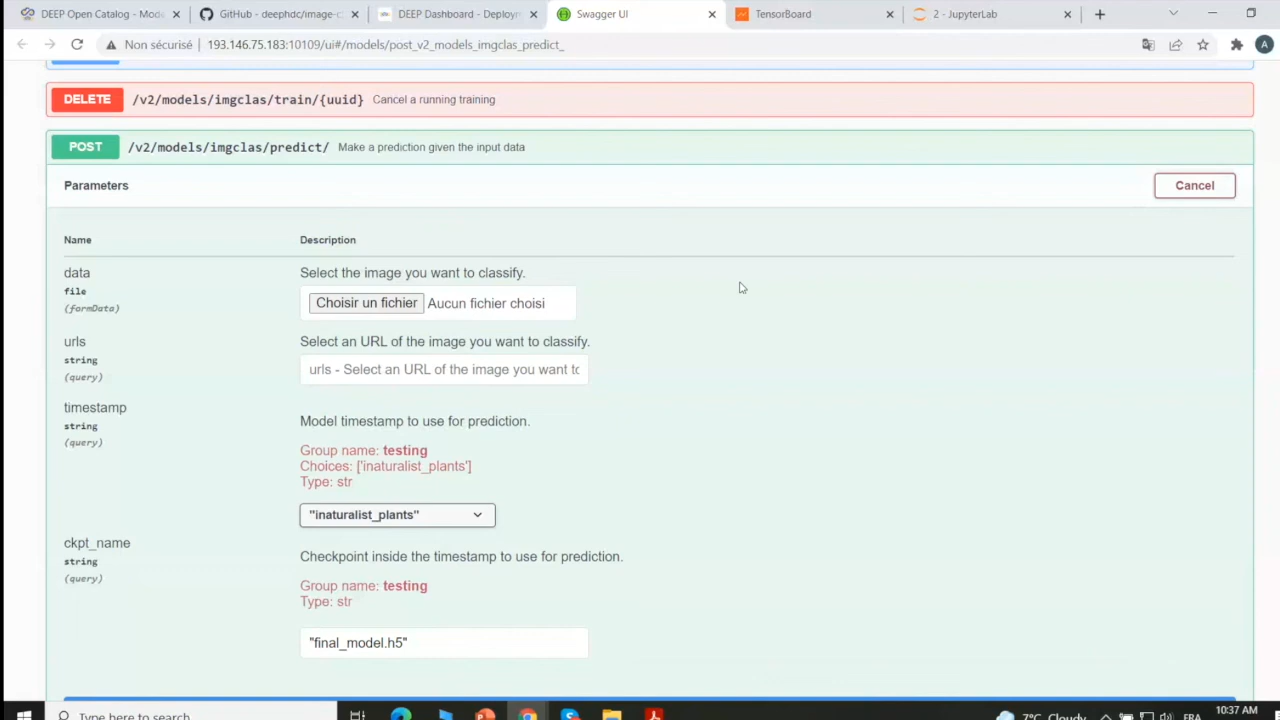 DEEP Open Catalog - Mode
GitHub - deephdc/image-c
DEEP Dashboard - Deploym
Swagger UI
TensorBoard
2 - JupyterLab
Non sécurisé | 193.146.75.183:10109/ui#/models/post_v2_models_imgclas_predict_
A
DELETE /v2/models/imgclas/train/{uuid} Cancel a running training
POST /v2/models/imgclas/predict/ Make a prediction given the input data
Parameters
Cancel
Name Description
data
file
(formData)
Select the image you want to classify.
Choisir un fichier Aucun fichier choisi
urls
string
(query)
Select an URL of the image you want to classify.
urls - Select an URL of the image you want to
timestamp
string
(query)
Model timestamp to use for prediction.
Group name: testing
Choices: ['inaturalist_plants']
Type: str
"inaturalist_plants"
ckpt_name
string
(query)
Checkpoint inside the timestamp to use for prediction.
Group name: testing
Type: str
"final_model.h5"
Type here to search
7°C Cloudy
FRA
10:37 AM